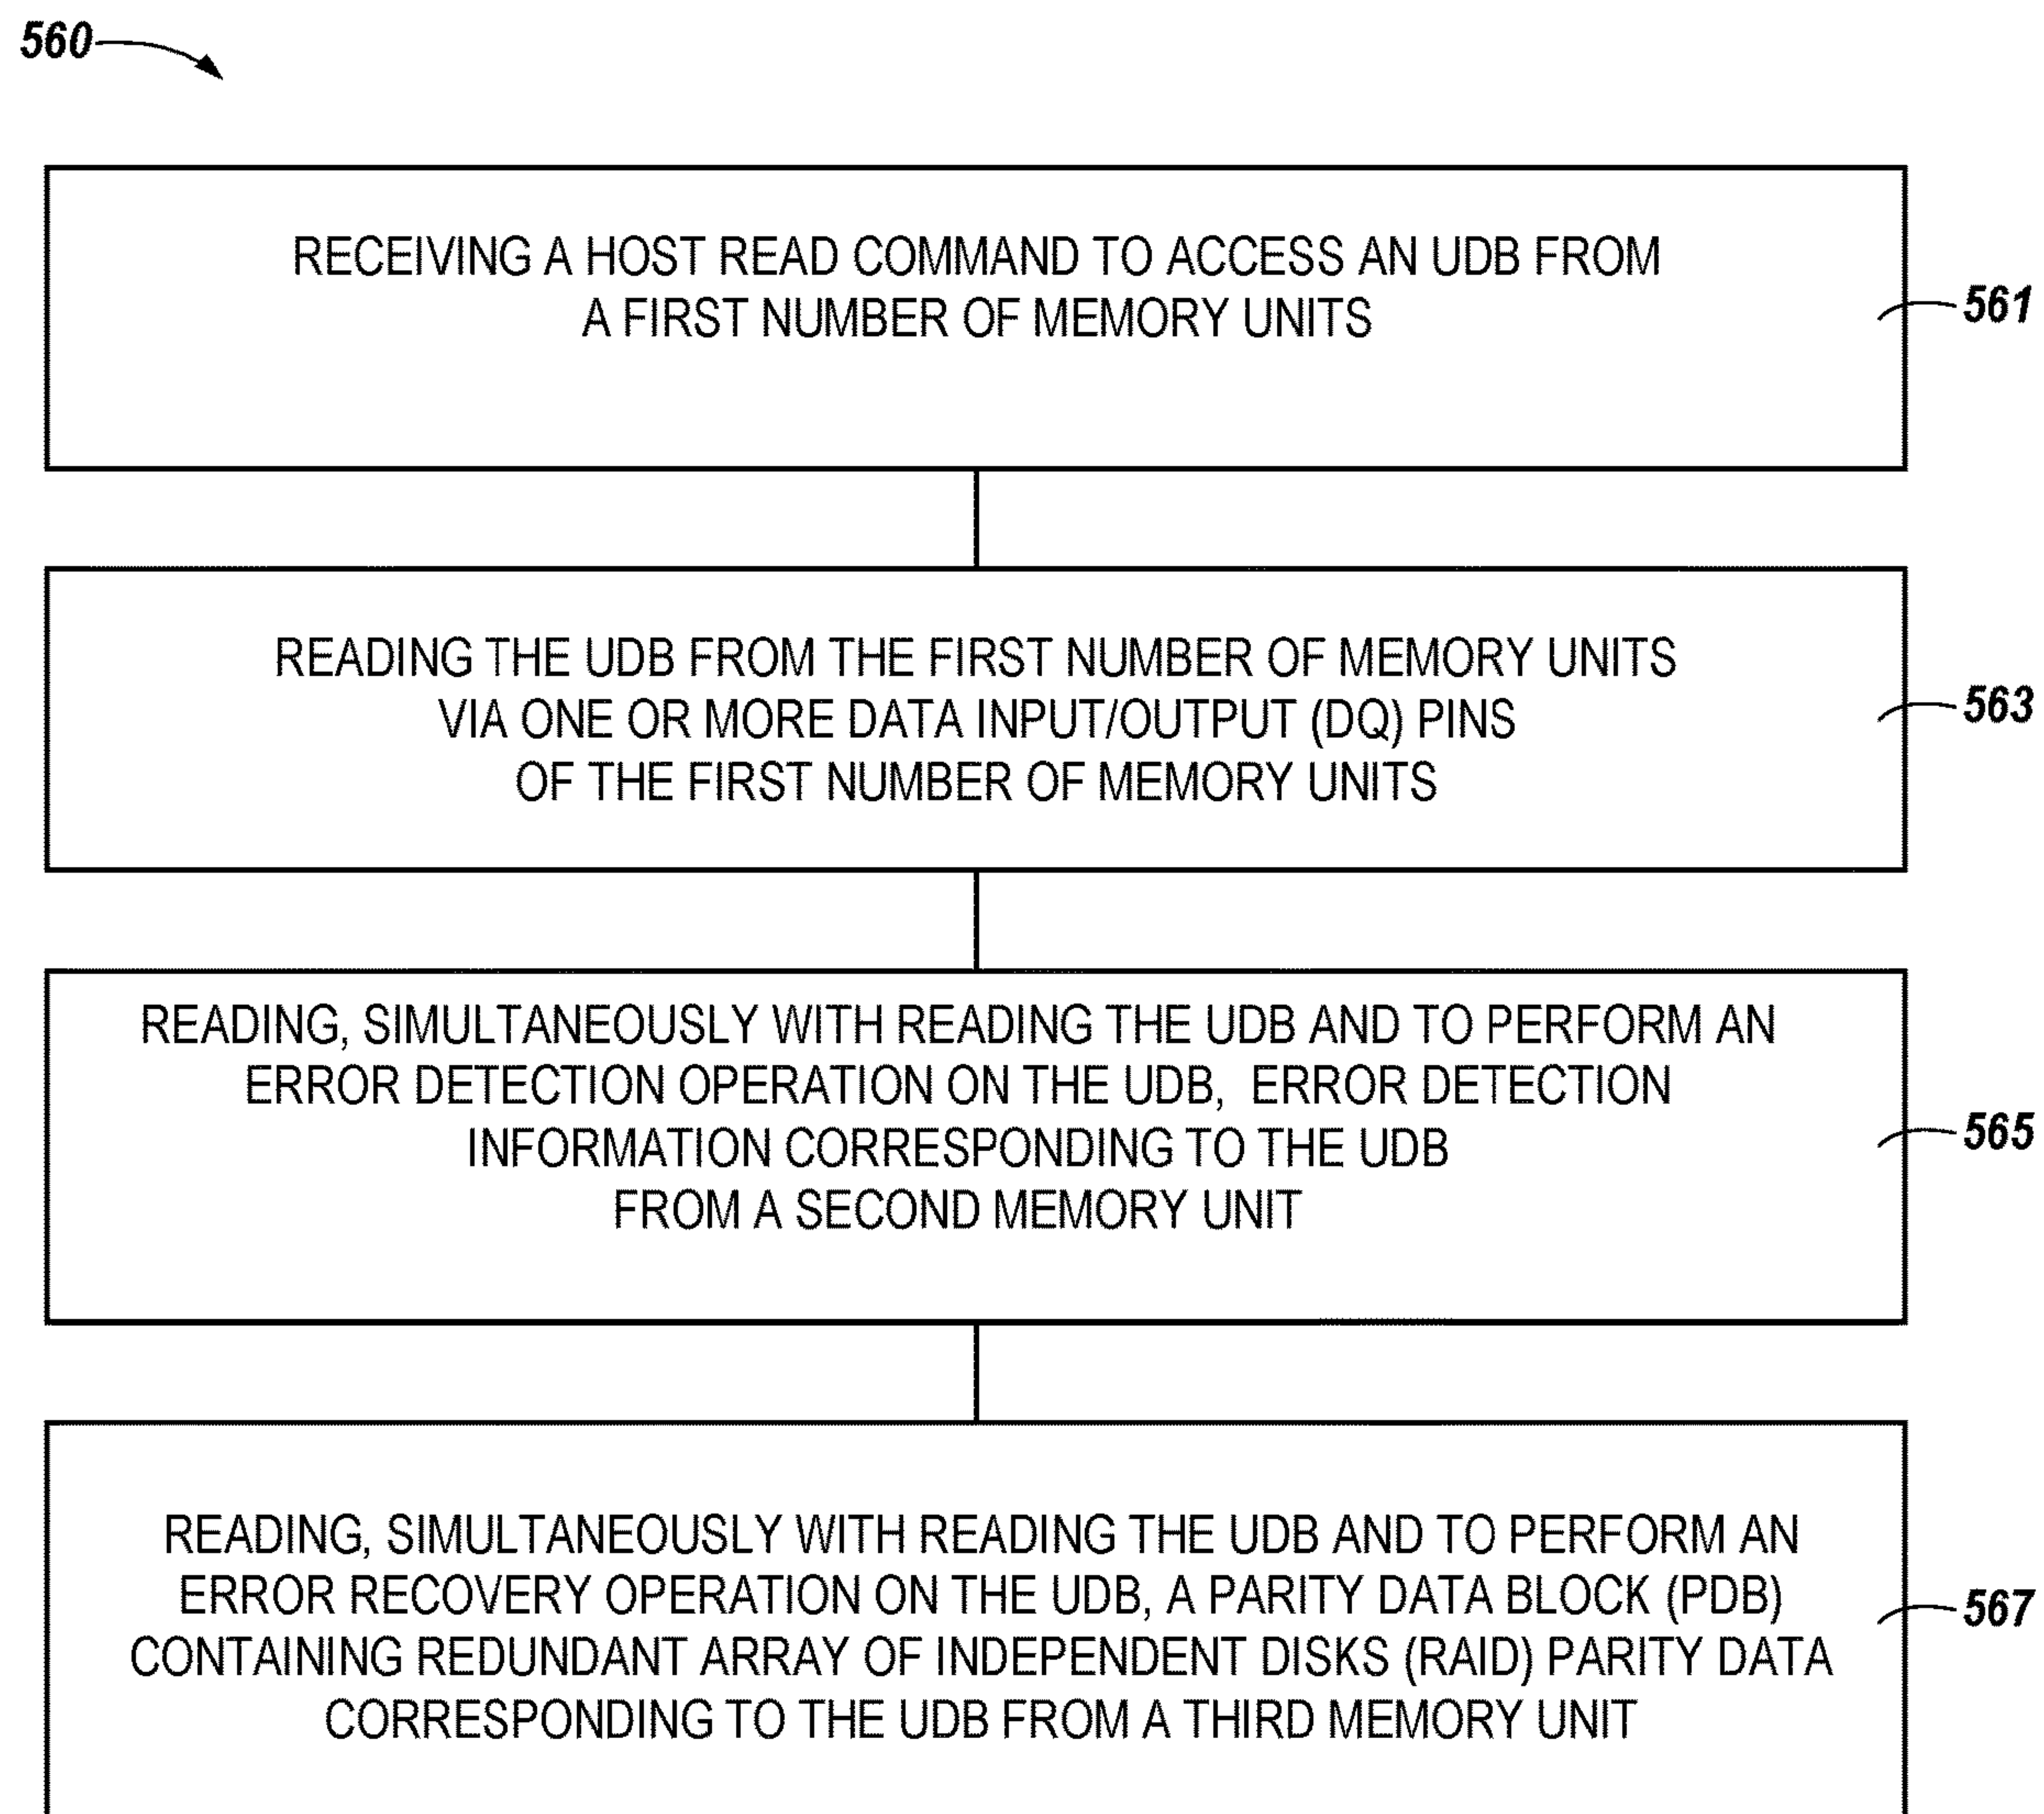 560
RECEIVING A HOST READ COMMAND TO ACCESS AN UDB FROM
A FIRST NUMBER OF MEMORY UNITS
561
READING THE UDB FROM THE FIRST NUMBER OF MEMORY UNITS
VIA ONE OR MORE DATA INPUT/OUTPUT (DQ) PINS
OF THE FIRST NUMBER OF MEMORY UNITS
563
READING, SIMULTANEOUSLY WITH READING THE UDB AND TO PERFORM AN
ERROR DETECTION OPERATION ON THE UDB, ERROR DETECTION
INFORMATION CORRESPONDING TO THE UDB
FROM A SECOND MEMORY UNIT
565
READING, SIMULTANEOUSLY WITH READING THE UDB AND TO PERFORM AN
ERROR RECOVERY OPERATION ON THE UDB, A PARITY DATA BLOCK (PDB)
CONTAINING REDUNDANT ARRAY OF INDEPENDENT DISKS (RAID) PARITY DATA
CORRESPONDING TO THE UDB FROM A THIRD MEMORY UNIT
567